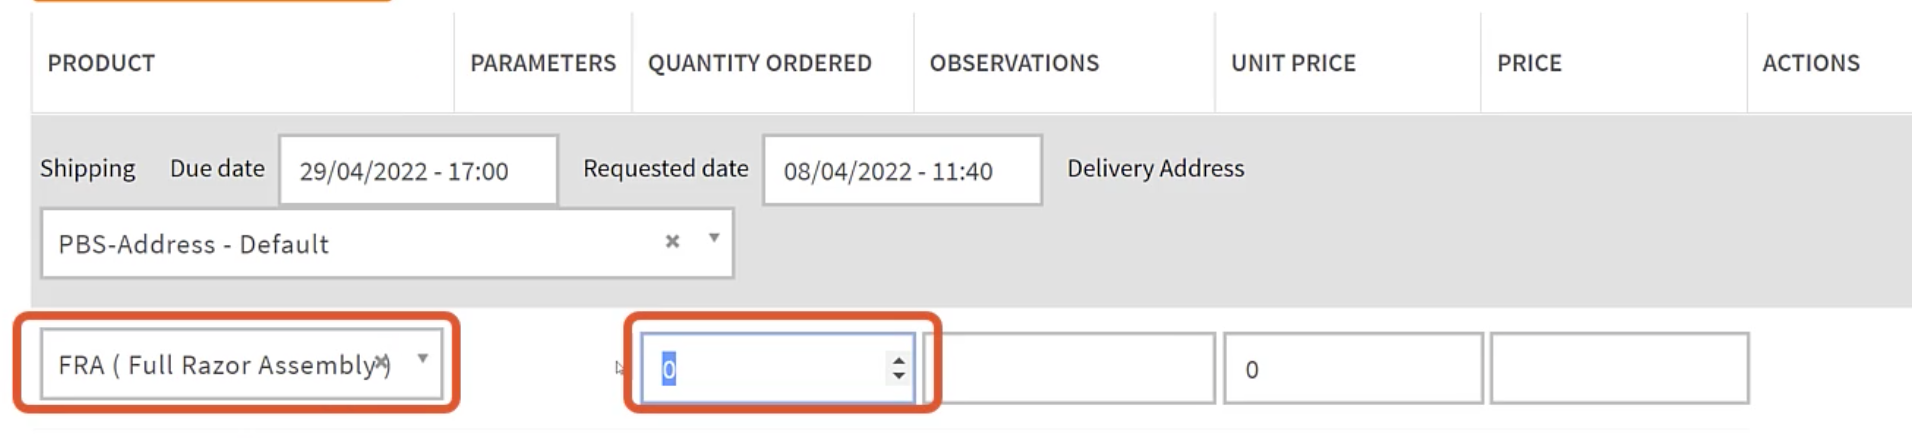 PRODUCT PARAMETERS QUANTITY ORDERED OBSERVATIONS UNIT PRICE PRICE ACTIONS
Shipping Due date 29/04/2022 - 17:00 Requested date 08/04/2022 - 11:40 Delivery Address
PBS-Address - Default
FRA ( Full Razor Assembly ) 0 0